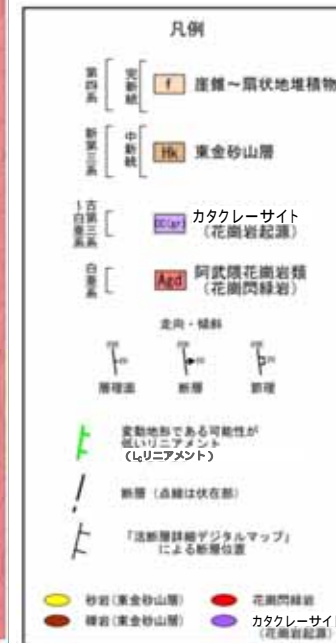 凡例
第四系
完新統
f
崖錐～扇状地堆積物
新第三系
中新統
Hk
東金砂山層
古第三系
～
白亜系
CC(gr)
カタクレーサイト
(花崗岩起源)
白亜系
Agd
阿武隈花崗岩類
(花崗閃緑岩)
走向・傾斜
層理面
断層
節理
変動地形である可能性が
低いリニアメント
(LCリニアメント)
断層 (点線は伏在部)
「活断層詳細デジタルマップ」
による断層位置
砂岩(東金砂山層)
花崗閃緑岩
礫岩(東金砂山層)
カタクレーサイ
(花崗岩起源)